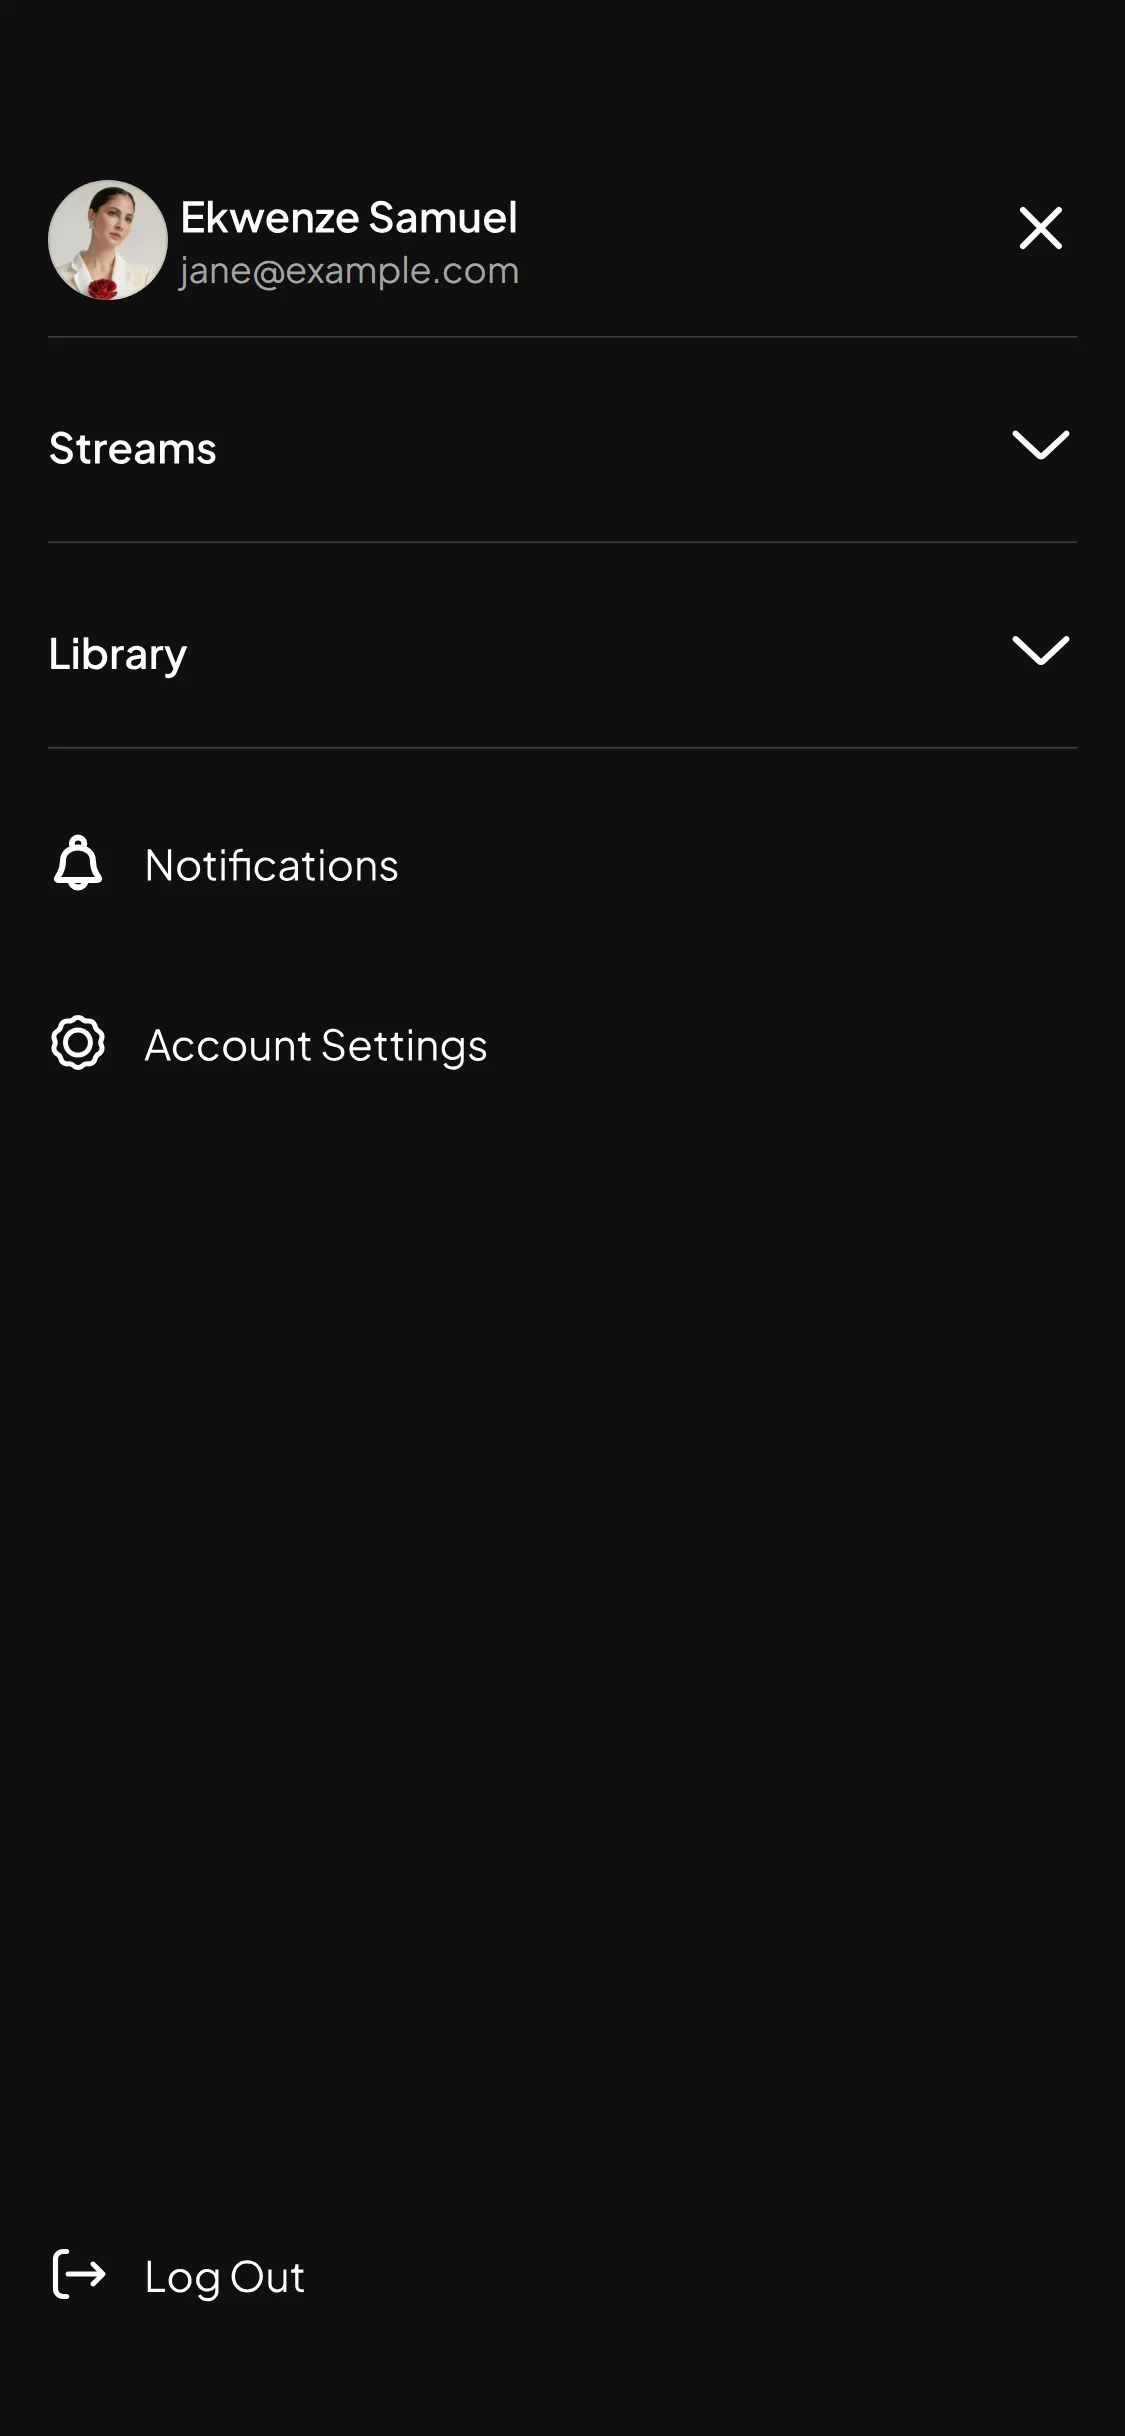 Ekwenze Samuel
jane@example.com
Streams
Library
Notifications
Account Settings
Log Out